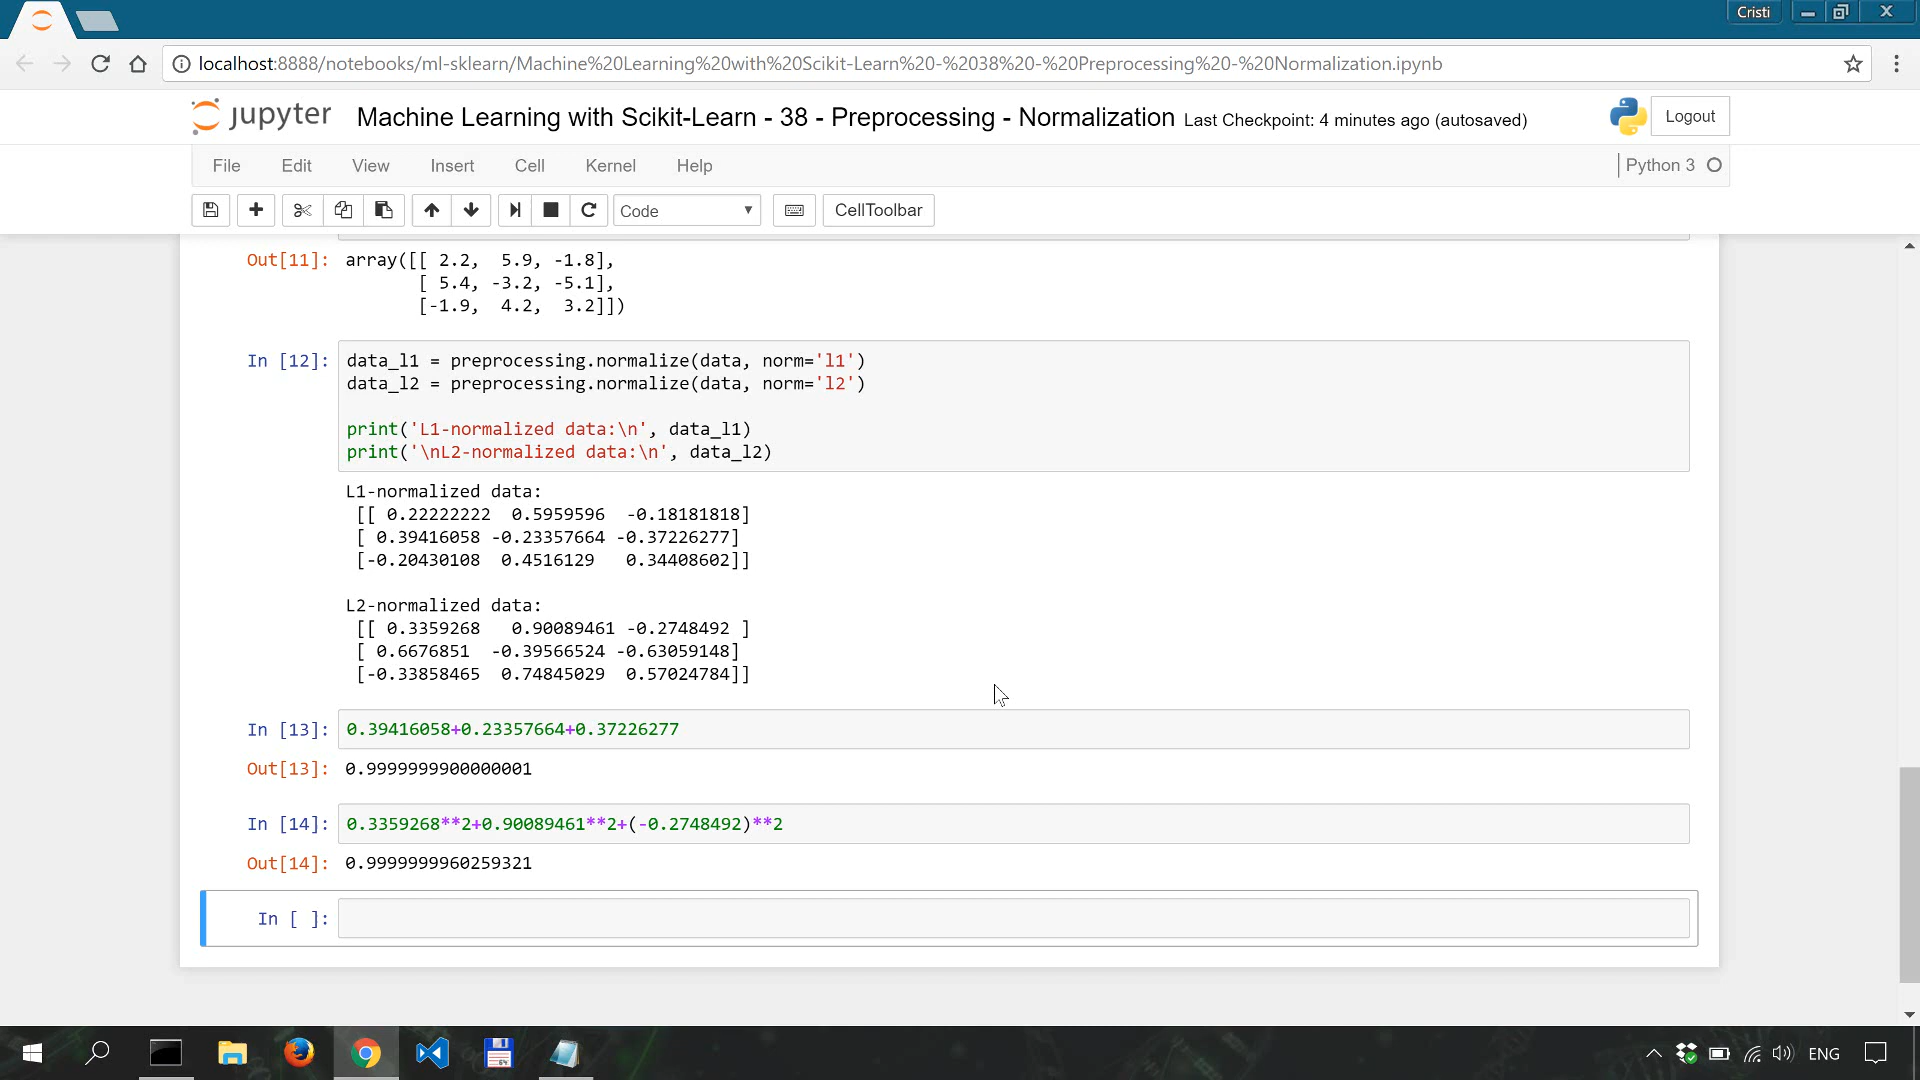 Cristi
localhost:8888/notebooks/ml-sklearn/Machine%20Learning%20with%20Scikit-Learn%20-%2038%20-%20Preprocessing%20-%20Normalization.ipynb
jupyter Machine Learning with Scikit-Learn - 38 - Preprocessing - Normalization Last Checkpoint: 4 minutes ago (autosaved) Logout
File Edit View Insert Cell Kernel Help Python 3
Code CellToolbar
Out[11]: array([[ 2.2,  5.9, -1.8],
[ 5.4, -3.2, -5.1],
[-1.9,  4.2,  3.2]])
In [12]: data_l1 = preprocessing.normalize(data, norm='l1')
data_l2 = preprocessing.normalize(data, norm='l2')
print('L1-normalized data:\n', data_l1)
print('\nL2-normalized data:\n', data_l2)
L1-normalized data:
[[ 0.22222222  0.5959596  -0.18181818]
[ 0.39416058 -0.23357664 -0.37226277]
[-0.20430108  0.4516129   0.34408602]]
L2-normalized data:
[[ 0.3359268   0.90089461 -0.2748492 ]
[ 0.6676851  -0.39566524 -0.63059148]
[-0.33858465  0.74845029  0.57024784]]
In [13]: 0.39416058+0.23357664+0.37226277
Out[13]: 0.9999999900000001
In [14]: 0.3359268**2+0.90089461**2+(-0.2748492)**2
Out[14]: 0.9999999960259321
In [ ]:
ENG